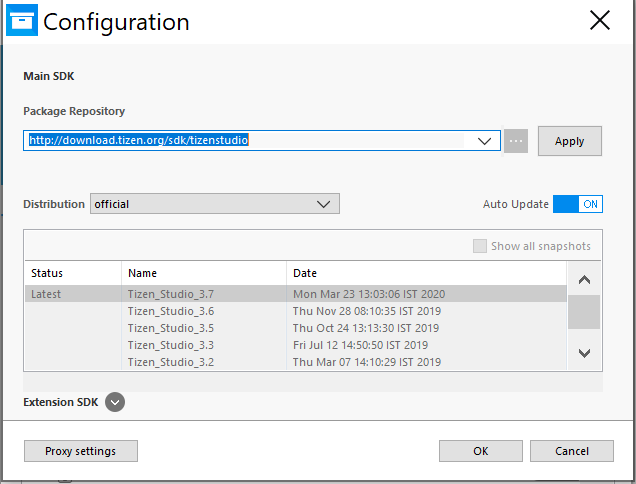 Configuration
Main SDK
Package Repository
http://download.tizen.org/sdk/tizenstudio
...
Apply
Distribution official Auto Update ON
Show all snapshots
Status Name Date
Latest Tizen_Studio_3.7 Mon Mar 23 13:03:06 IST 2020
Tizen_Studio_3.6 Thu Nov 28 08:10:35 IST 2019
Tizen_Studio_3.5 Thu Oct 24 13:13:30 IST 2019
Tizen_Studio_3.3 Fri Jul 12 14:50:50 IST 2019
Tizen_Studio_3.2 Thu Mar 07 14:10:29 IST 2019
Extension SDK
Proxy settings OK Cancel